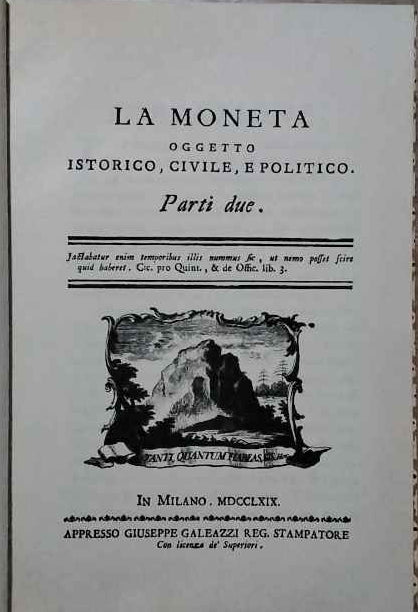 LA MONETA
OGGETTO
ISTORICO, CIVILE, E POLITICO.
Parti due.
Jactabatur enim temporibus illis nummus sic, ut nemo posset scire
quid haberet. Cic. pro Quint., & de Offic. lib. 3.
TANTI, QUANTUM HABEAS, SIS. Hor.
IN MILANO. MDCCLXIX.
APPRESSO GIUSEPPE GALEAZZI REG. STAMPATORE
Con licenza de' Superiori.